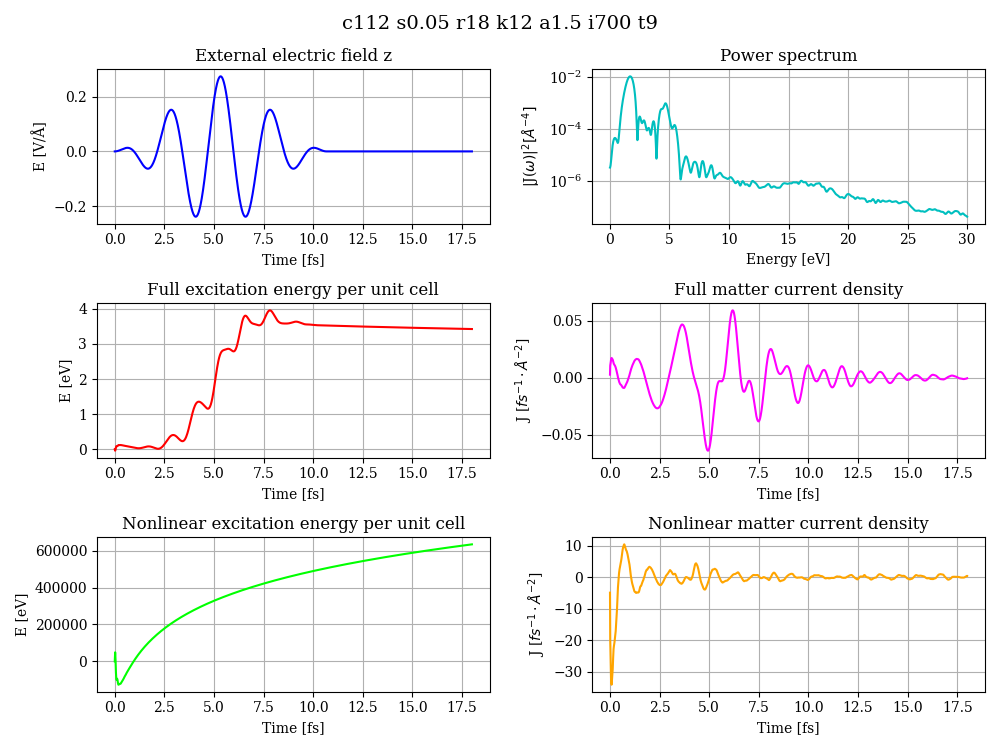 c112 s0.05 r18 k12 a1.5 i700 t9
External electric field z
E [V/Å]
0.2
0.0
−0.2
0.0 2.5 5.0 7.5 10.0 12.5 15.0 17.5
Time [fs]
Power spectrum
|J(ω)|² [Å⁻⁴]
10⁻²
10⁻⁴
10⁻⁶
0 5 10 15 20 25 30
Energy [eV]
Full excitation energy per unit cell
E [eV]
4
3
2
1
0
0.0 2.5 5.0 7.5 10.0 12.5 15.0 17.5
Time [fs]
Full matter current density
J [fs⁻¹ · Å⁻²]
0.05
0.00
−0.05
0.0 2.5 5.0 7.5 10.0 12.5 15.0 17.5
Time [fs]
Nonlinear excitation energy per unit cell
E [eV]
600000
400000
200000
0
0.0 2.5 5.0 7.5 10.0 12.5 15.0 17.5
Time [fs]
Nonlinear matter current density
J [fs⁻¹ · Å⁻²]
10
0
−10
−20
−30
0.0 2.5 5.0 7.5 10.0 12.5 15.0 17.5
Time [fs]